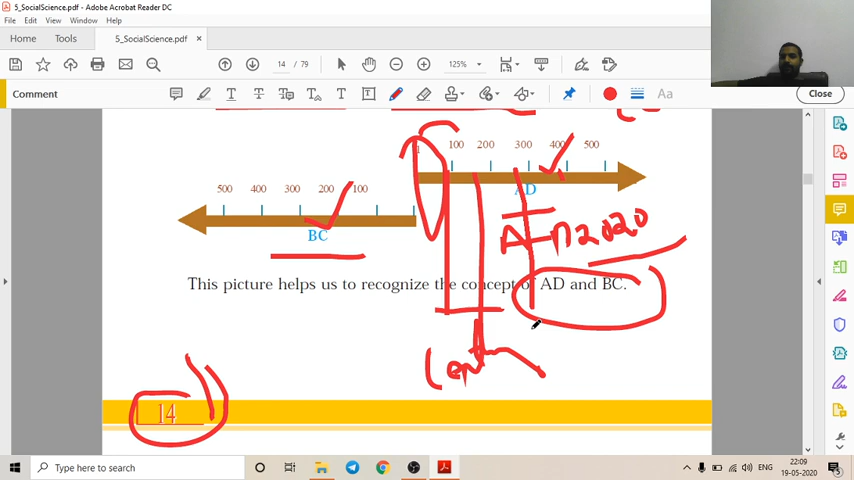 5_SocialScience.pdf - Adobe Acrobat Reader DC
File Edit View Window Help
Home Tools 5_SocialScience.pdf ×
14 / 79 125%
Comment Close
1 100 200 300 400 500
500 400 300 200 100
AD
BC
AD 2020
This picture helps us to recognize the concept of AD and BC.
14
Type here to search
ENG
22:09
19-05-2020
5